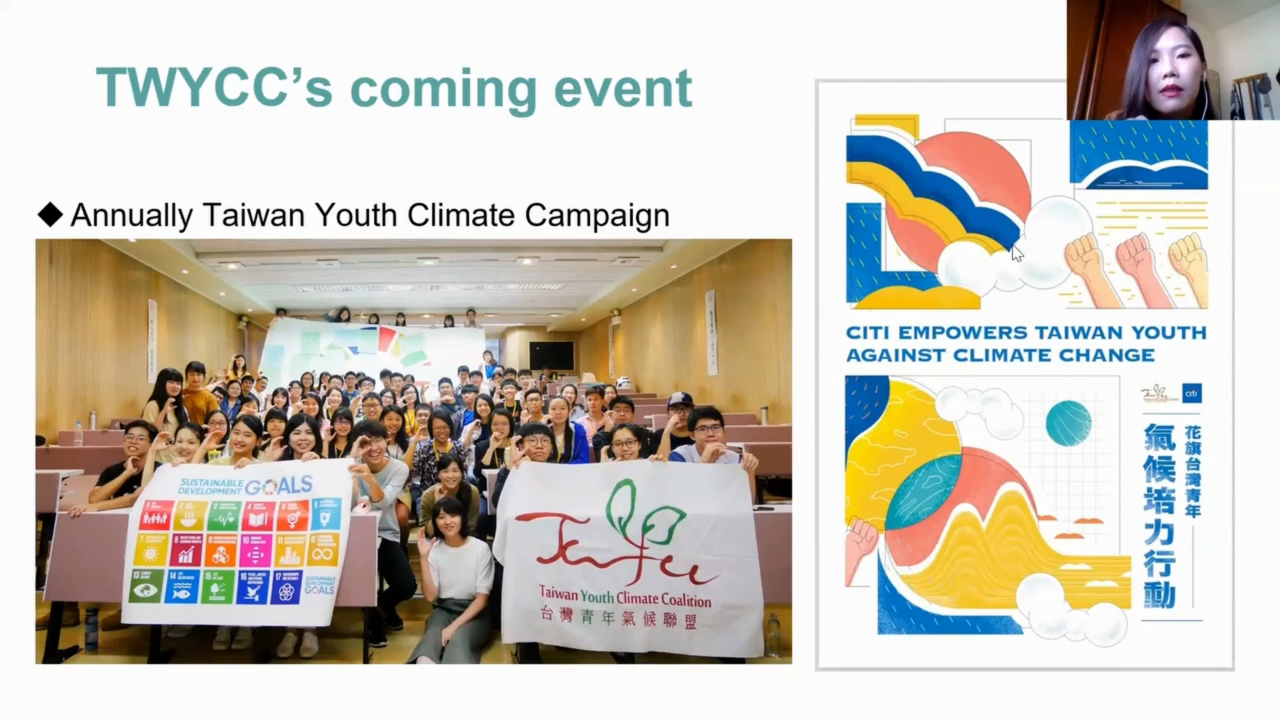 TWYCC's coming event
◆ Annually Taiwan Youth Climate Campaign
SUSTAINABLE
DEVELOPMENT GOALS
Taiwan Youth Climate Coalition
台灣青年氣候聯盟
CITI EMPOWERS TAIWAN YOUTH
AGAINST CLIMATE CHANGE
citi
花旗台灣青年
氣候培力行動